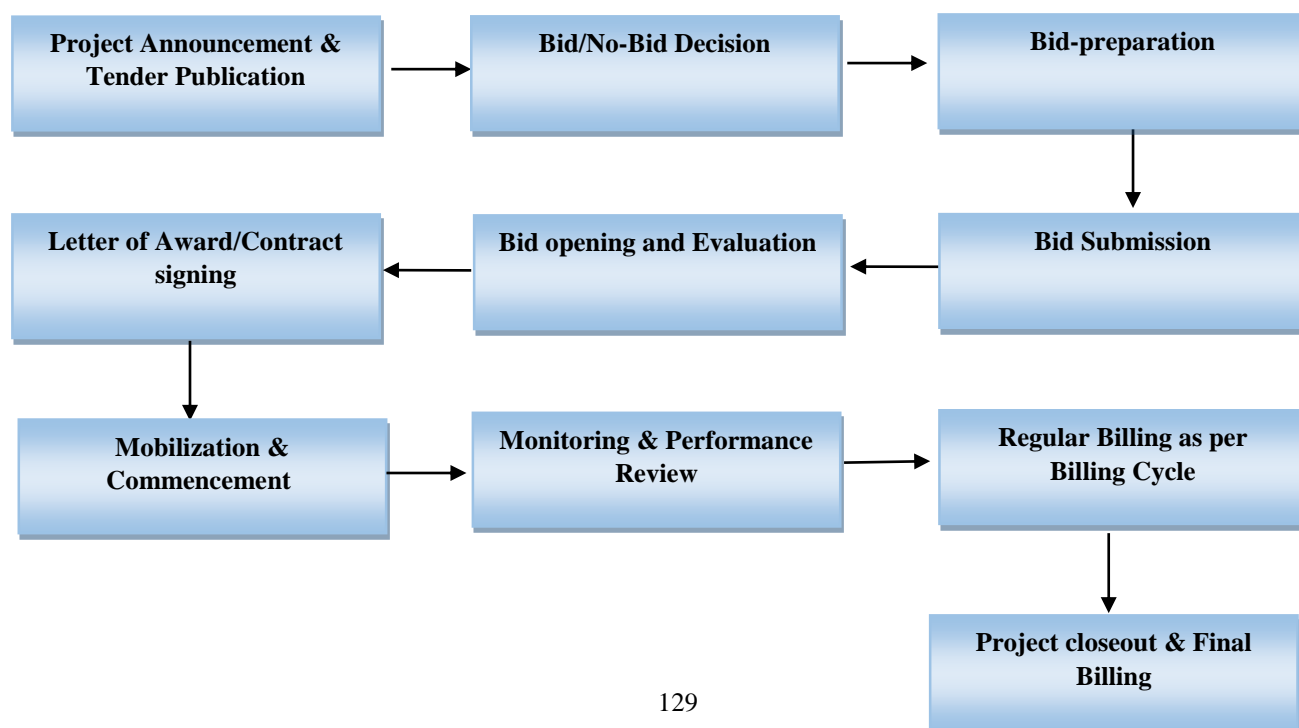 Project Announcement &
Tender Publication
Bid/No-Bid Decision
Bid-preparation
Bid Submission
Bid opening and Evaluation
Letter of Award/Contract
signing
Mobilization &
Commencement
Monitoring & Performance
Review
Regular Billing as per
Billing Cycle
Project closeout & Final
Billing
129